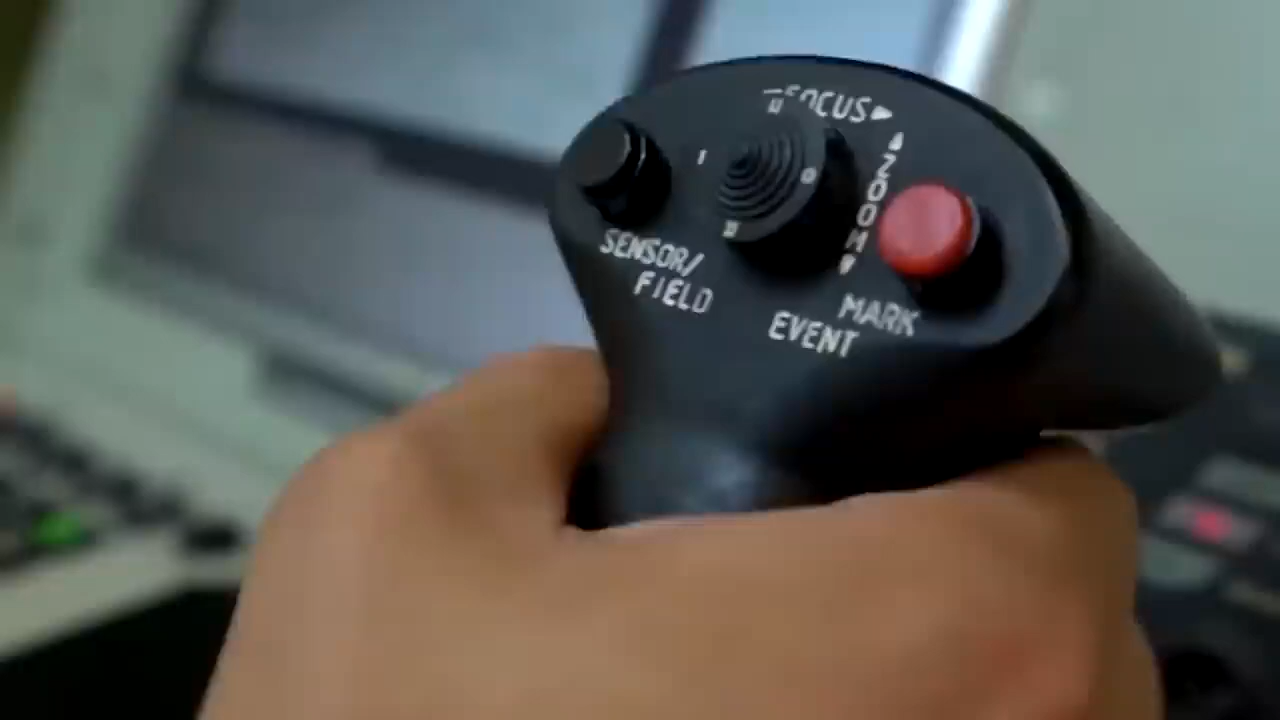 FOCUS►
▲ZOOM▼
SENSOR/
FIELD
MARK
EVENT